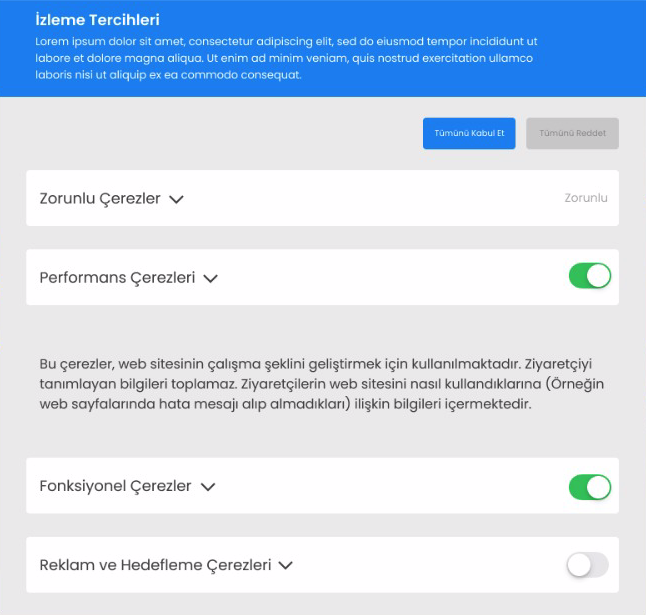 İzleme Tercihleri
Lorem ipsum dolor sit amet, consectetur adipiscing elit, sed do eiusmod tempor incididunt ut
labore et dolore magna aliqua. Ut enim ad minim veniam, quis nostrud exercitation ullamco
laboris nisi ut aliquip ex ea commodo consequat.
Tümünü Kabul Et
Tümünü Reddet
Zorunlu Çerezler
Zorunlu
Performans Çerezleri
Bu çerezler, web sitesinin çalışma şeklini geliştirmek için kullanılmaktadır. Ziyaretçiyi
tanımlayan bilgileri toplamaz. Ziyaretçilerin web sitesini nasıl kullandıklarına (Örneğin
web sayfalarında hata mesajı alıp almadıkları) ilişkin bilgileri içermektedir.
Fonksiyonel Çerezler
Reklam ve Hedefleme Çerezleri